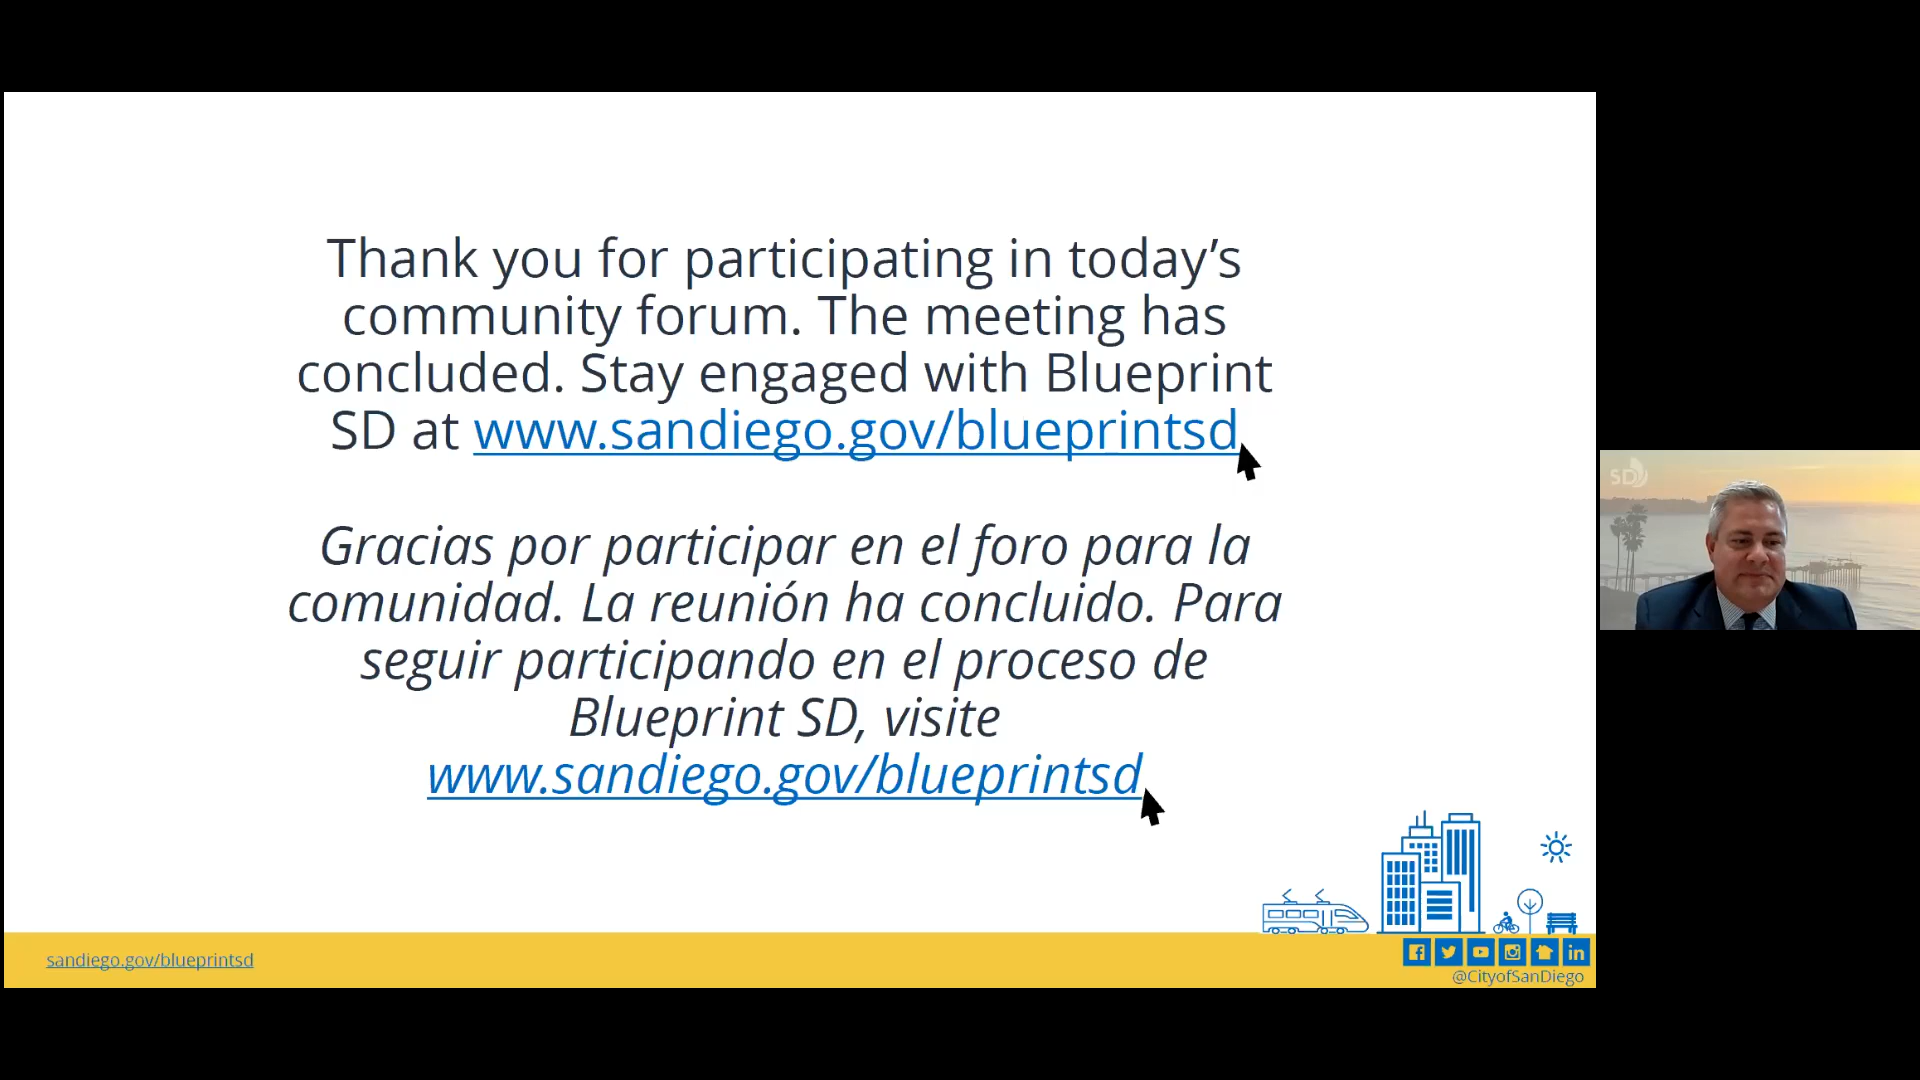 Thank you for participating in today’s
community forum. The meeting has
concluded. Stay engaged with Blueprint
SD at www.sandiego.gov/blueprintsd
Gracias por participar en el foro para la
comunidad. La reunión ha concluido. Para
seguir participando en el proceso de
Blueprint SD, visite
www.sandiego.gov/blueprintsd
SD
sandiego.gov/blueprintsd
@CityofSanDiego